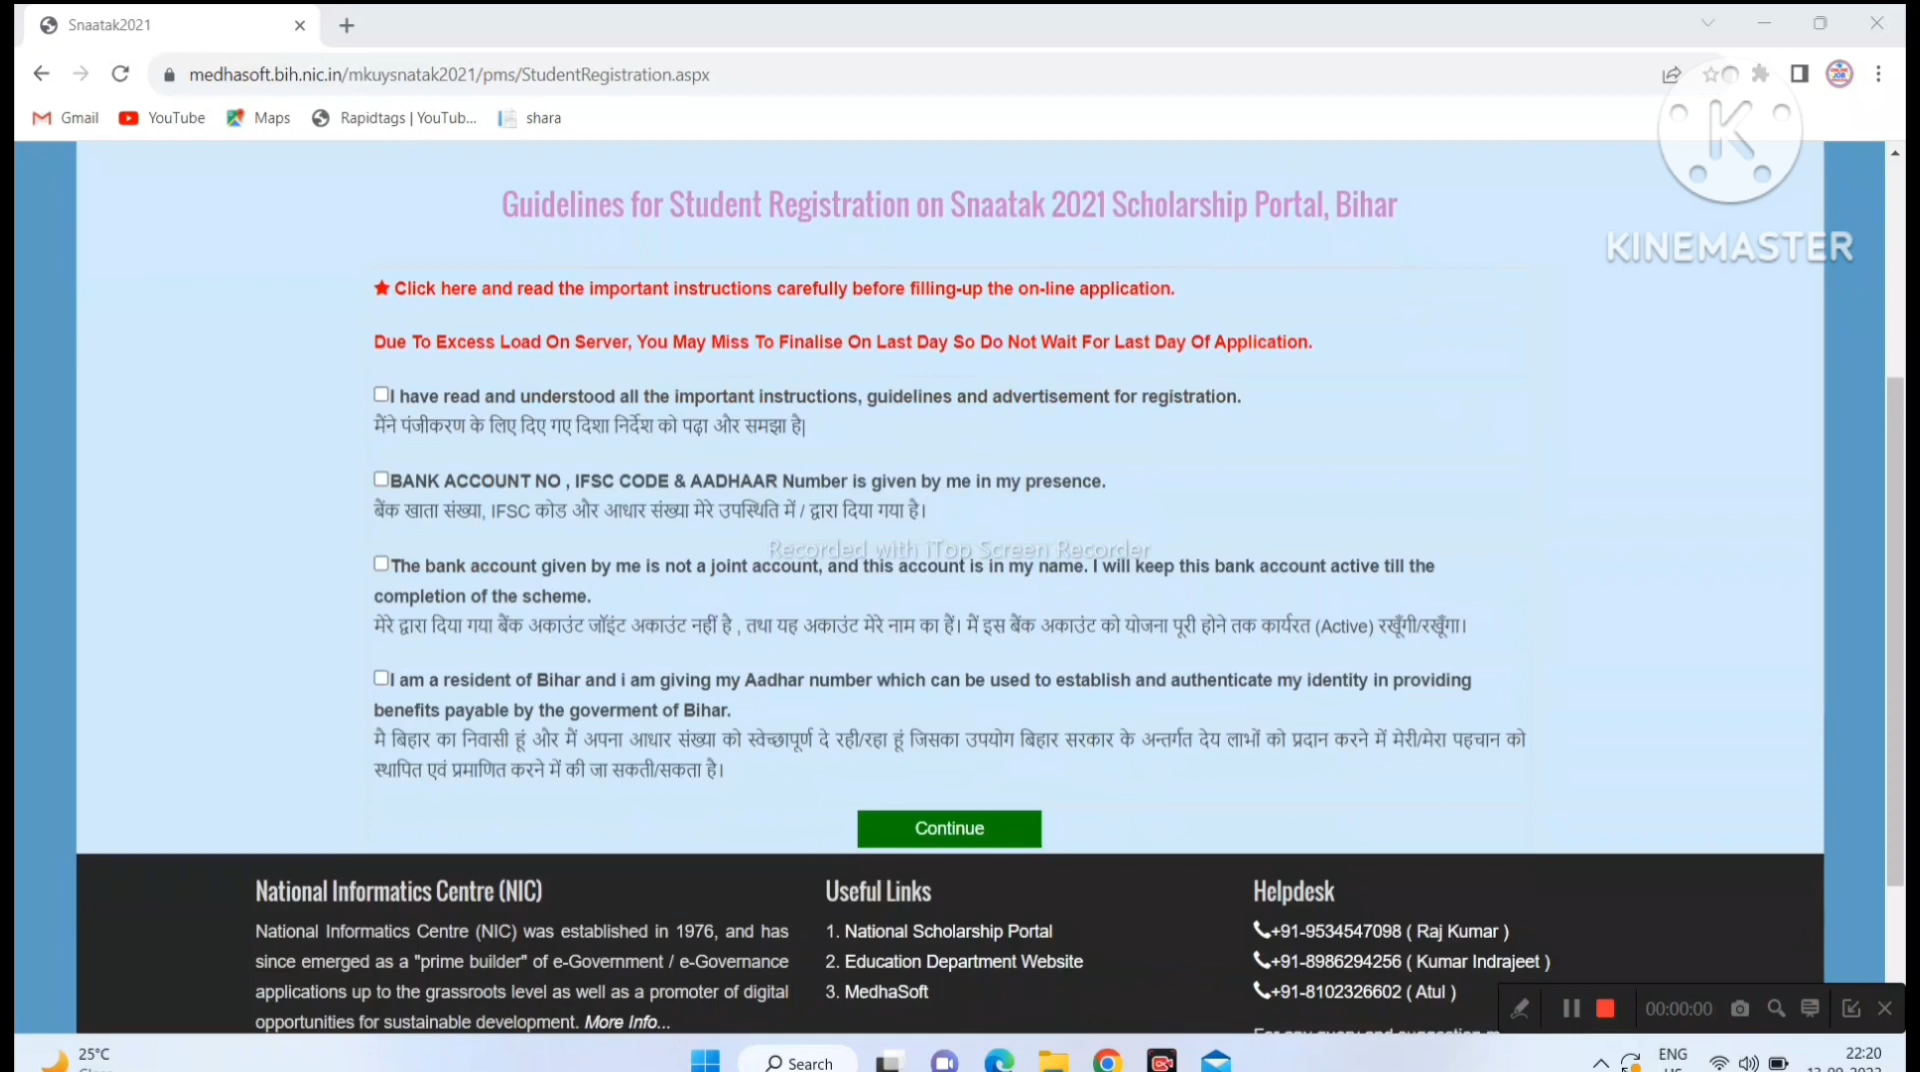 Snaatak2021
medhasoft.bih.nic.in/mkuysnatak2021/pms/StudentRegistration.aspx
Gmail YouTube Maps Rapidtags | YouTub... shara
K
KINEMASTER
Guidelines for Student Registration on Snaatak 2021 Scholarship Portal, Bihar
★ Click here and read the important instructions carefully before filling-up the on-line application.
Due To Excess Load On Server, You May Miss To Finalise On Last Day So Do Not Wait For Last Day Of Application.
I have read and understood all the important instructions, guidelines and advertisement for registration.
मैंने पंजीकरण के लिए दिए गए दिशा निर्देश को पढ़ा और समझा है|
BANK ACCOUNT NO , IFSC CODE & AADHAAR Number is given by me in my presence.
बैंक खाता संख्या, IFSC कोड और आधार संख्या मेरे उपस्थिति में / द्वारा दिया गया है।
Recorded with iTop Screen Recorder
The bank account given by me is not a joint account, and this account is in my name. I will keep this bank account active till the
completion of the scheme.
मेरे द्वारा दिया गया बैंक अकाउंट जॉइंट अकाउंट नहीं है , तथा यह अकाउंट मेरे नाम का हैं। मैं इस बैंक अकाउंट को योजना पूरी होने तक कार्यरत (Active) रखूँगी/रखूँगा।
I am a resident of Bihar and i am giving my Aadhar number which can be used to establish and authenticate my identity in providing
benefits payable by the goverment of Bihar.
मै बिहार का निवासी हूं और मैं अपना आधार संख्या को स्वेच्छापूर्ण दे रही/रहा हूं जिसका उपयोग बिहार सरकार के अन्तर्गत देय लाभों को प्रदान करने में मेरी/मेरा पहचान को
स्थापित एवं प्रमाणित करने में की जा सकती/सकता है।
Continue
National Informatics Centre (NIC)
National Informatics Centre (NIC) was established in 1976, and has
since emerged as a "prime builder" of e-Government / e-Governance
applications up to the grassroots level as well as a promoter of digital
opportunities for sustainable development. More Info...
Useful Links
1. National Scholarship Portal
2. Education Department Website
3. MedhaSoft
Helpdesk
+91-9534547098 ( Raj Kumar )
+91-8986294256 ( Kumar Indrajeet )
+91-8102326602 ( Atul )
00:00:00
25°C
Search
ENG
22:20